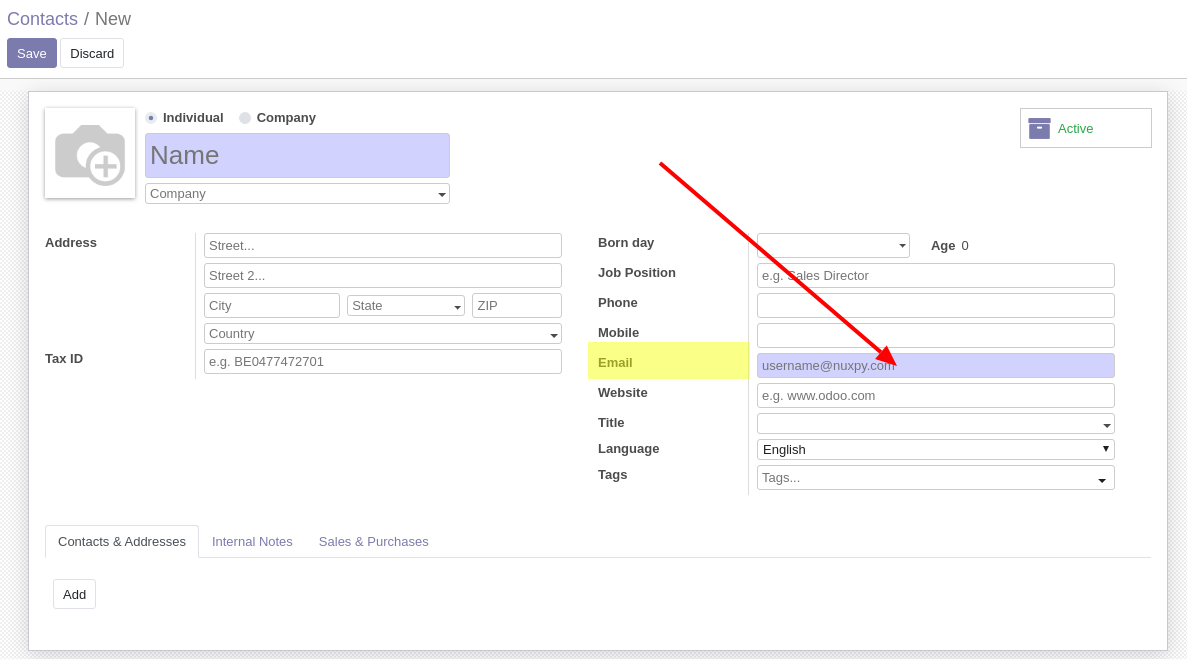 Contacts / New
Save Discard
Individual Company
Active
Name
Company
Address
Street...
Street 2...
City State ZIP
Country
Tax ID e.g. BE0477472701
Born day Age 0
Job Position e.g. Sales Director
Phone
Mobile
Email username@nuxpy.com
Website e.g. www.odoo.com
Title
Language English
Tags Tags...
Contacts & Addresses Internal Notes Sales & Purchases
Add